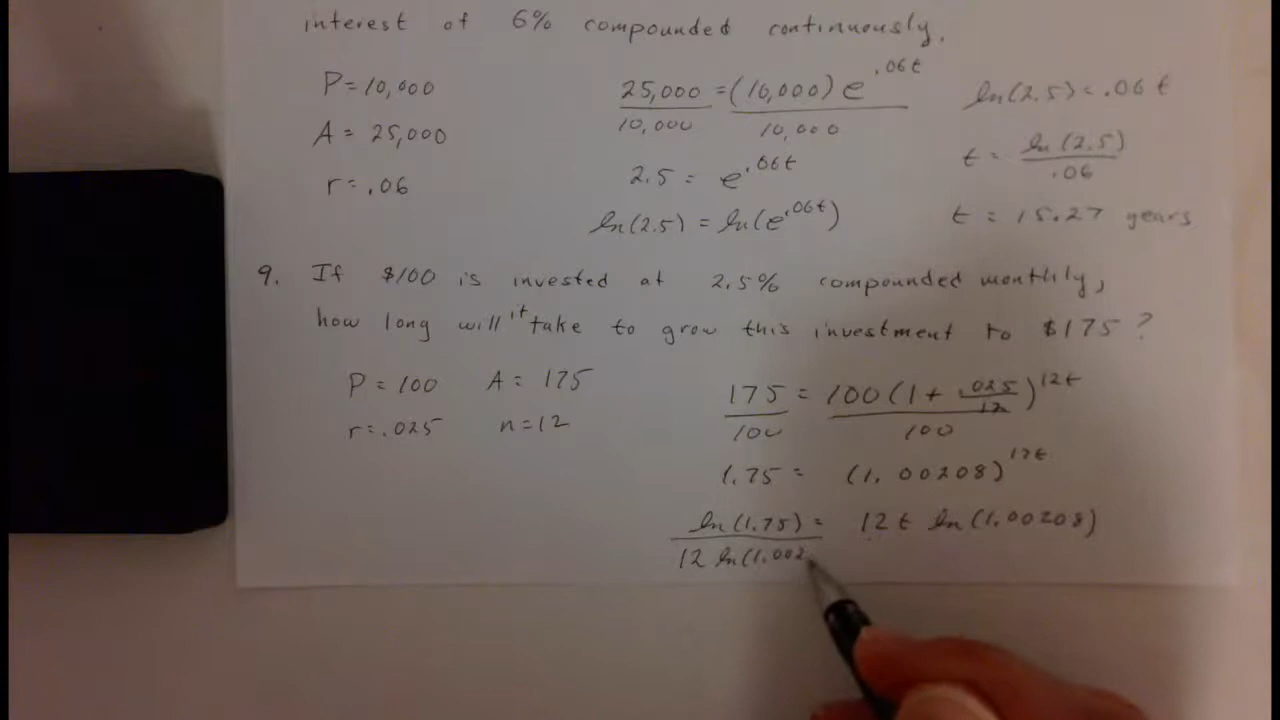 interest of 6% compounded continuously.
P=10,000
A = 25,000
r=.06
25,000 = (10,000) e^.06t
10,000 10,000
2.5 = e^.06t
ln(2.5) = ln(e^.06t)
ln(2.5) = .06 t
t = ln(2.5)
.06
t = 15.27 years
9. If $100 is invested at 2.5% compounded monthly,
how long will it take to grow this investment to $175?
P = 100 A = 175
r=.025 n=12
175 = 100(1+ .025/12)^12t
100 100
1.75 = (1.00208)^12t
ln(1.75) = 12t ln(1.00208)
12 ln(1.002